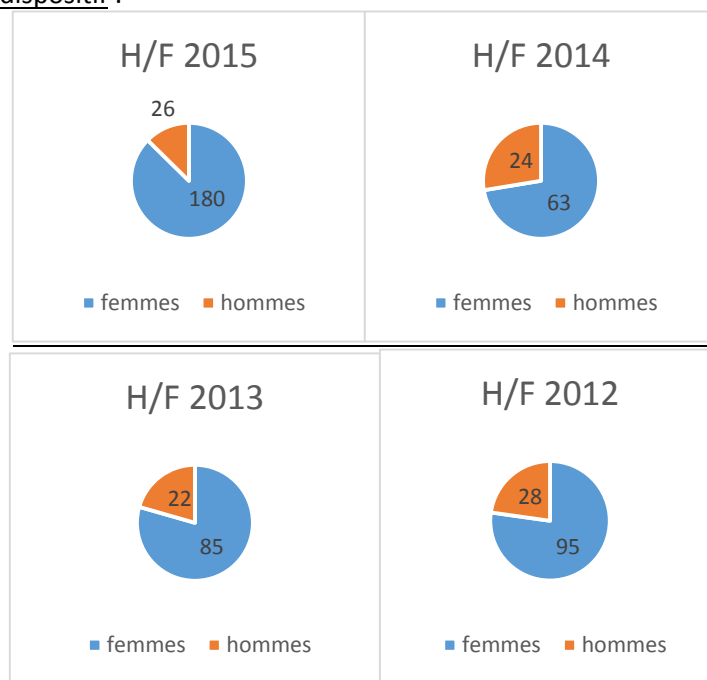 dispositif :
H/F 2015
26
180
femmes hommes
H/F 2014
24
63
femmes hommes
H/F 2013
22
85
femmes hommes
H/F 2012
28
95
femmes hommes